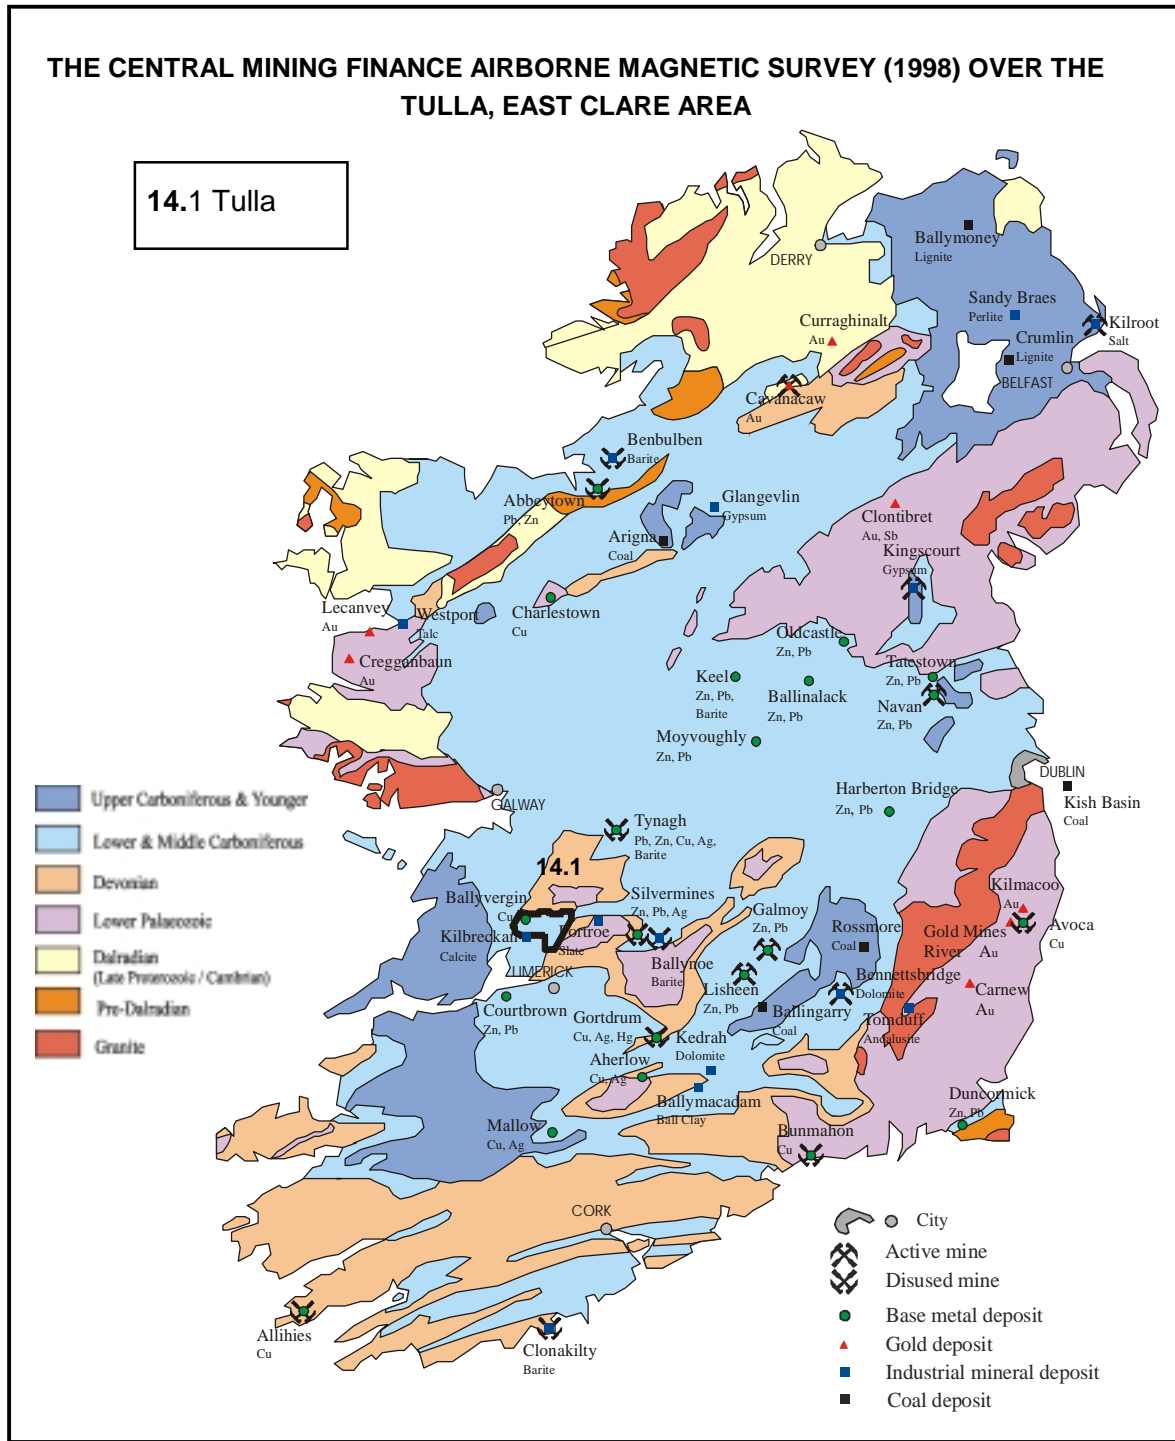 THE CENTRAL MINING FINANCE AIRBORNE MAGNETIC SURVEY (1998) OVER THE
TULLA, EAST CLARE AREA
14.1 Tulla
DERRY
Ballymoney
Lignite
Sandy Braes
Perlite
Kilroot
Salt
Curraghinalt
Au
Crumlin
Lignite
BELFAST
Cavanacaw
Au
Benbulben
Barite
Abbeytown
Pb, Zn
Glangevlin
Gypsum
Clontibret
Au, Sb
Arigna
Coal
Kingscourt
Gypsum
Lecanvey
Au
Westport
Talc
Charlestown
Cu
Oldcastle
Zn, Pb
Cregganbaun
Au
Keel
Zn, Pb,
Barite
Ballinalack
Zn, Pb
Tatestown
Zn, Pb
Navan
Zn, Pb
Moyvoughly
Zn, Pb
DUBLIN
Kish Basin
Coal
Harberton Bridge
Zn, Pb
GALWAY
Upper Carboniferous & Younger
Lower & Middle Carboniferous
Devonian
Lower Palaeozoic
Dalradian
(Late Proterozoic / Cambrian)
Pre-Dalradian
Granite
Tynagh
Pb, Zn, Cu, Ag,
Barite
14.1
Ballyvergin
Cu
Silvermines
Zn, Pb, Ag
Galmoy
Zn, Pb
Kilmacoo
Au
Kilbreckan
Calcite
Portroe
Slate
Rossmore
Coal
Gold Mines
River
Au
Avoca
Cu
LIMERICK
Ballynoe
Barite
Lisheen
Zn, Pb
Bennettsbridge
Dolomite
Carnew
Au
Courtbrown
Zn, Pb
Gortdrum
Cu, Ag, Hg
Ballingarry
Coal
Tomduff
Andalusite
Kedrah
Dolomite
Aherlow
Cu, Ag
Ballymacadam
Ball Clay
Duncormick
Zn, Pb
Mallow
Cu, Ag
Bunmahon
Cu
CORK
Allihies
Cu
Clonakilty
Barite
City
Active mine
Disused mine
Base metal deposit
Gold deposit
Industrial mineral deposit
Coal deposit